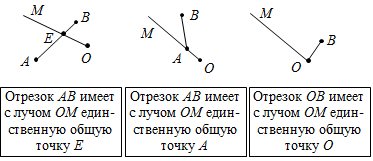 M B E A O
M B A O
M B O
Отрезок AB имеет
с лучом OM един-
ственную общую
точку E
Отрезок AB имеет
с лучом OM един-
ственную общую
точку A
Отрезок OB имеет
с лучом OM един-
ственную общую
точку O